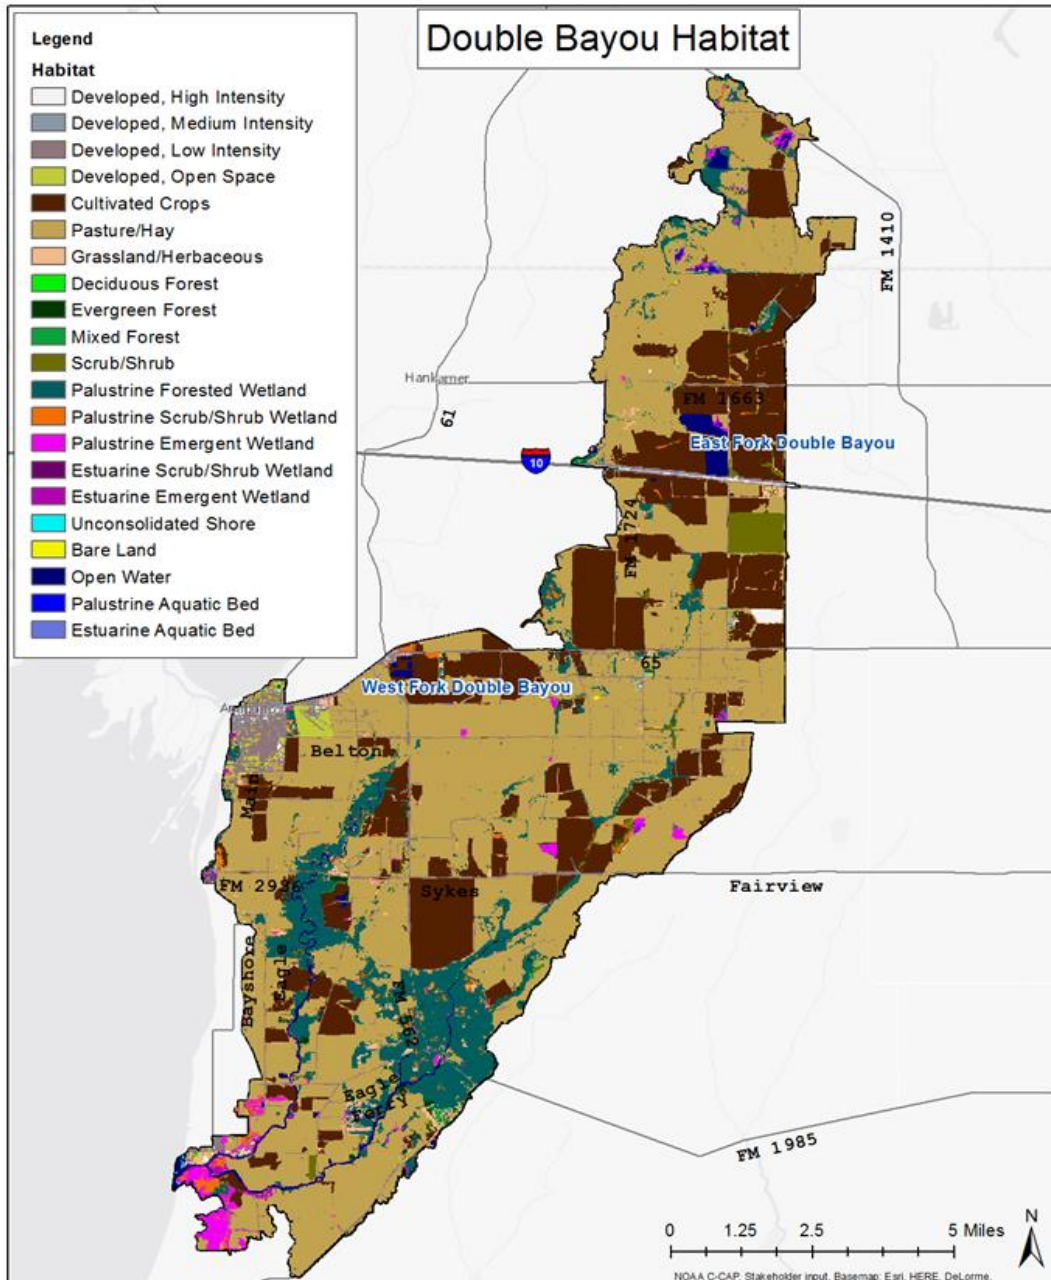 Double Bayou Habitat
Legend
Habitat
Developed, High Intensity
Developed, Medium Intensity
Developed, Low Intensity
Developed, Open Space
Cultivated Crops
Pasture/Hay
Grassland/Herbaceous
Deciduous Forest
Evergreen Forest
Mixed Forest
Scrub/Shrub
Palustrine Forested Wetland
Palustrine Scrub/Shrub Wetland
Palustrine Emergent Wetland
Estuarine Scrub/Shrub Wetland
Estuarine Emergent Wetland
Unconsolidated Shore
Bare Land
Open Water
Palustrine Aquatic Bed
Estuarine Aquatic Bed
FM 1410
Hankamer
61
FM 1663
East Fork Double Bayou
10
FM 1724
65
West Fork Double Bayou
Belton
Main
FM 2936
Sykes
Fairview
Bayshore
Eagle
FM 562
Eagle
Ferry
FM 1985
0 1.25 2.5 5 Miles
N
NOAA C-CAP, Stakeholder input, Basemap: Esri, HERE, DeLorme,